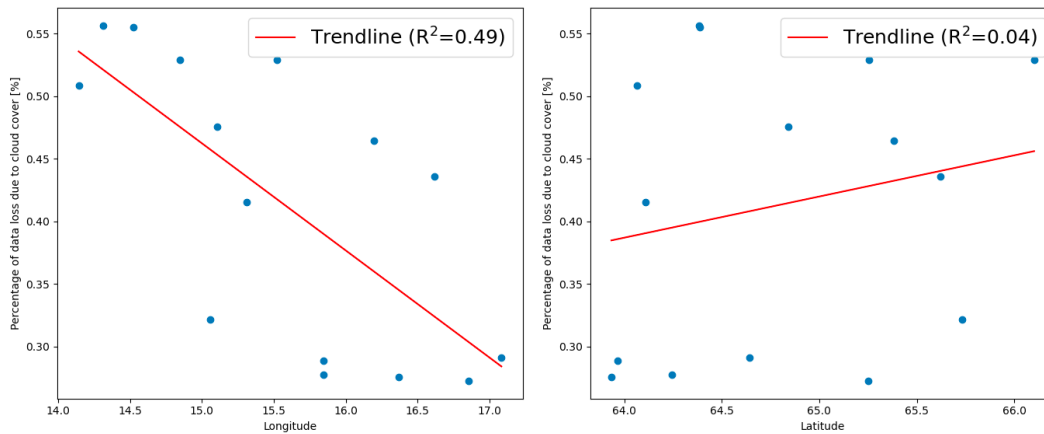 Percentage of data loss due to cloud cover [%]
0.55
0.50
0.45
0.40
0.35
0.30
Trendline (R²=0.49)
14.0 14.5 15.0 15.5 16.0 16.5 17.0
Longitude
Percentage of data loss due to cloud cover [%]
0.55
0.50
0.45
0.40
0.35
0.30
Trendline (R²=0.04)
64.0 64.5 65.0 65.5 66.0
Latitude